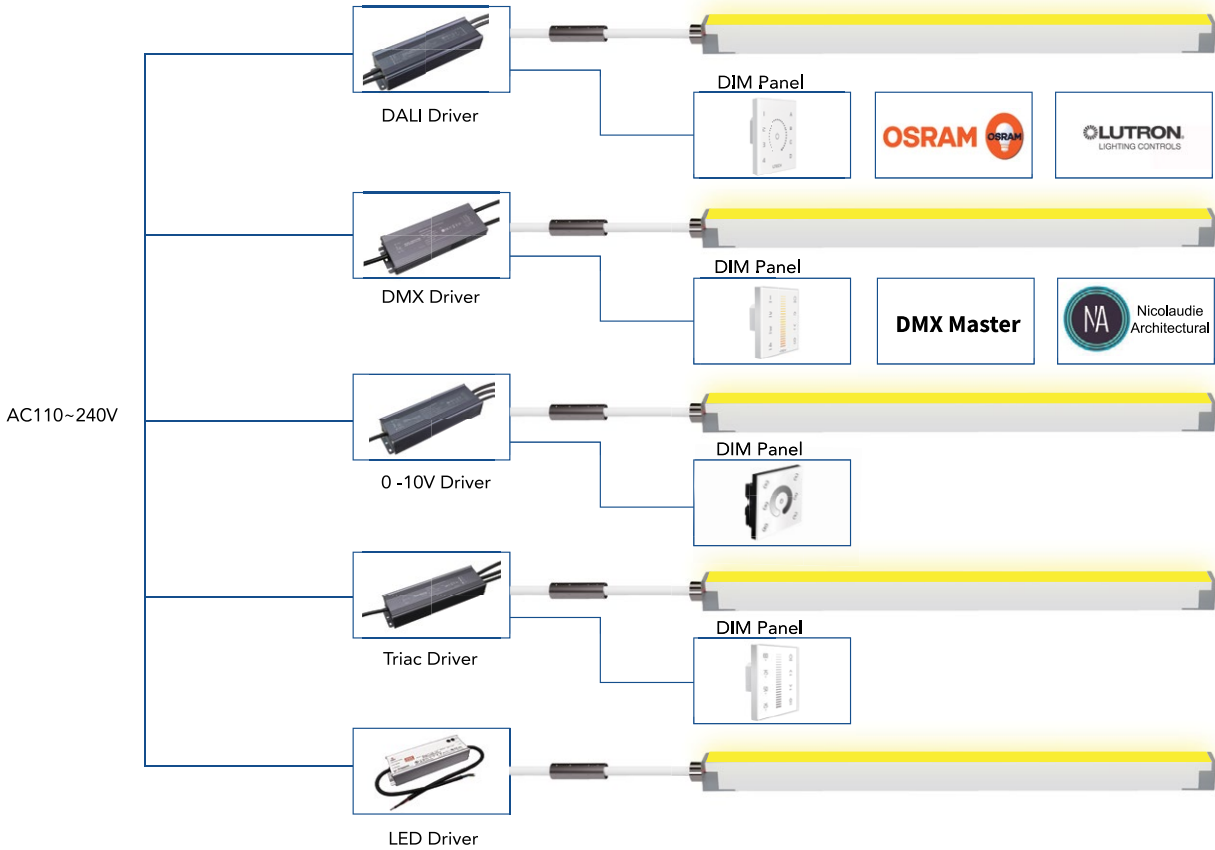 DIM Panel
DALI Driver
OSRAM
OSRAM
LUTRON.
LIGHTING CONTROLS
DIM Panel
DMX Driver
DMX Master
NA
Nicolaudie
Architectural
AC110~240V
DIM Panel
0 -10V Driver
DIM Panel
Triac Driver
LED Driver